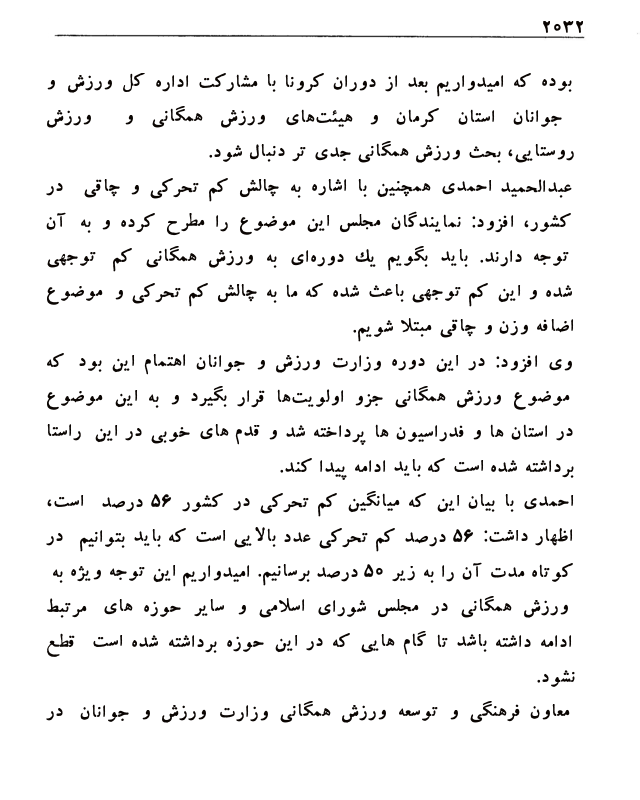 ۲۰۳۲
بوده که امیدواریم بعد از دوران کرونا با مشارکت اداره کل ورزش و
جوانان استان کرمان و هیئت‌های ورزش همگانی و ورزش
روستایی، بحث ورزش همگانی جدی تر دنبال شود.
عبدالحمید احمدی همچنین با اشاره به چالش کم تحرکی و چاقی در
کشور، افزود: نمایندگان مجلس این موضوع را مطرح کرده و به آن
توجه دارند. باید بگویم یك دوره‌ای به ورزش همگانی کم توجهی
شده و این کم توجهی باعث شده که ما به چالش کم تحرکی و موضوع
اضافه وزن و چاقی مبتلا شویم.
وی افزود: در این دوره وزارت ورزش و جوانان اهتمام این بود که
موضوع ورزش همگانی جزو اولویت‌ها قرار بگیرد و به این موضوع
در استان ها و فدراسیون ها پرداخته شد و قدم های خوبی در این راستا
برداشته شده است که باید ادامه پیدا کند.
احمدی با بیان این که میانگین کم تحرکی در کشور ۵۶ درصد است،
اظهار داشت: ۵۶ درصد کم تحرکی عدد بالایی است که باید بتوانیم در
کوتاه مدت آن را به زیر ۵۰ درصد برسانیم. امیدواریم این توجه ویژه به
ورزش همگانی در مجلس شورای اسلامی و سایر حوزه های مرتبط
ادامه داشته باشد تا گام هایی که در این حوزه برداشته شده است قطع
نشود.
معاون فرهنگی و توسعه ورزش همگانی وزارت ورزش و جوانان در